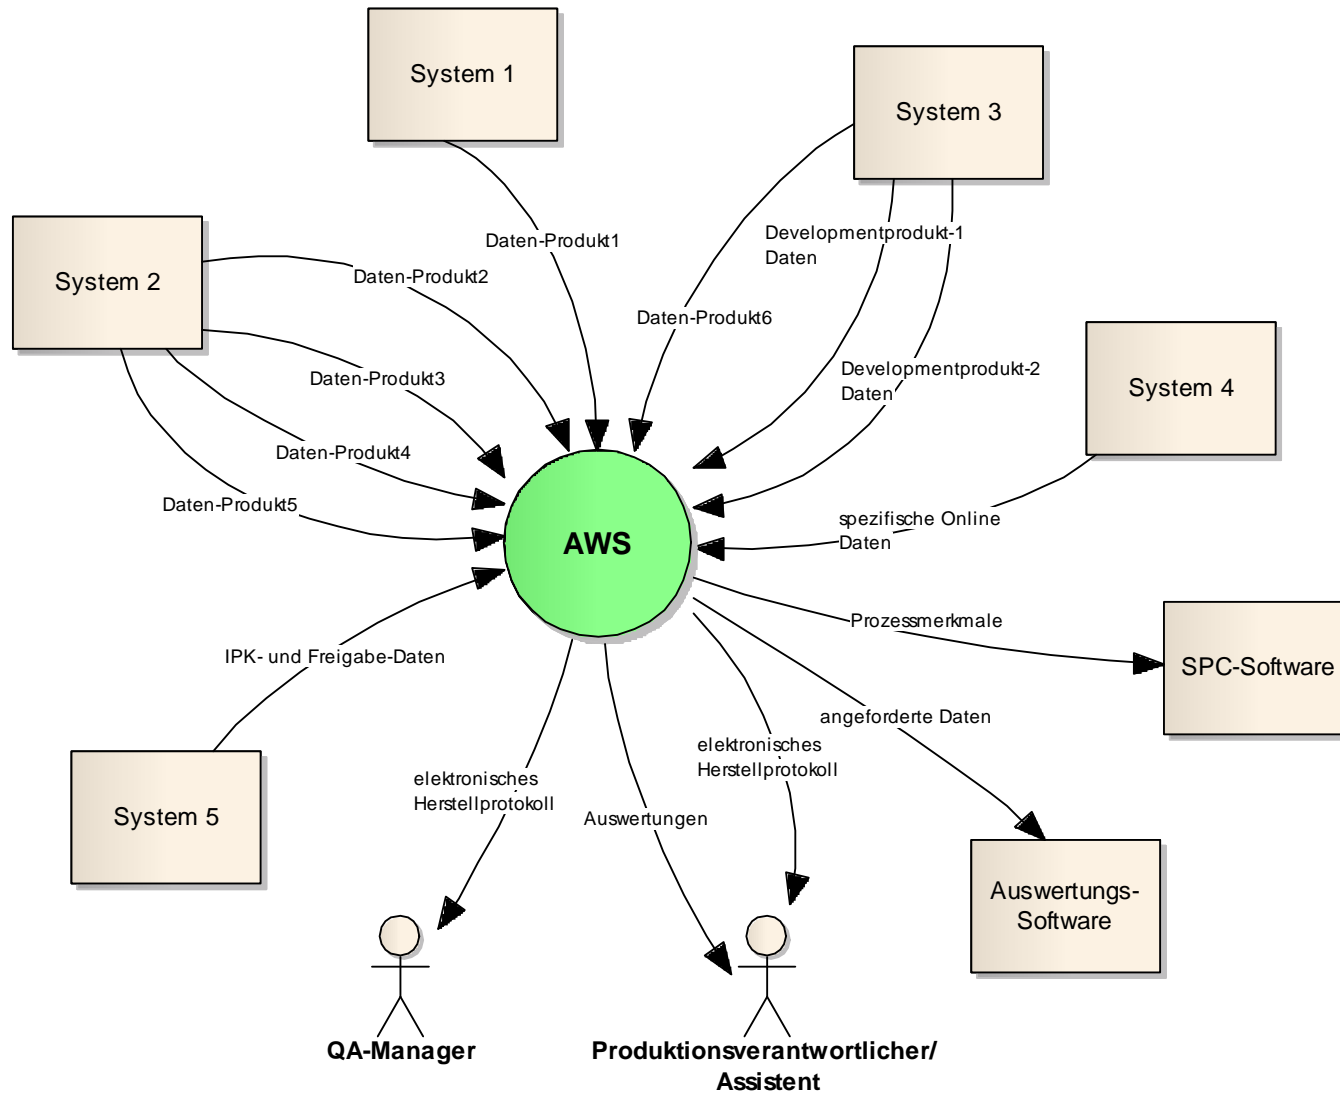 System 1
System 3
System 2
Daten-Produkt1
Developmentprodukt-1
Daten
Daten-Produkt2
Daten-Produkt6
Daten-Produkt3
Developmentprodukt-2
Daten
System 4
Daten-Produkt4
Daten-Produkt5
spezifische Online
Daten
AWS
Prozessmerkmale
IPK- und Freigabe-Daten
SPC-Software
angeforderte Daten
elektronisches
Herstellprotokoll
elektronisches
Herstellprotokoll
System 5
Auswertungen
Auswertungs-
Software
QA-Manager
Produktionsverantwortlicher/
Assistent